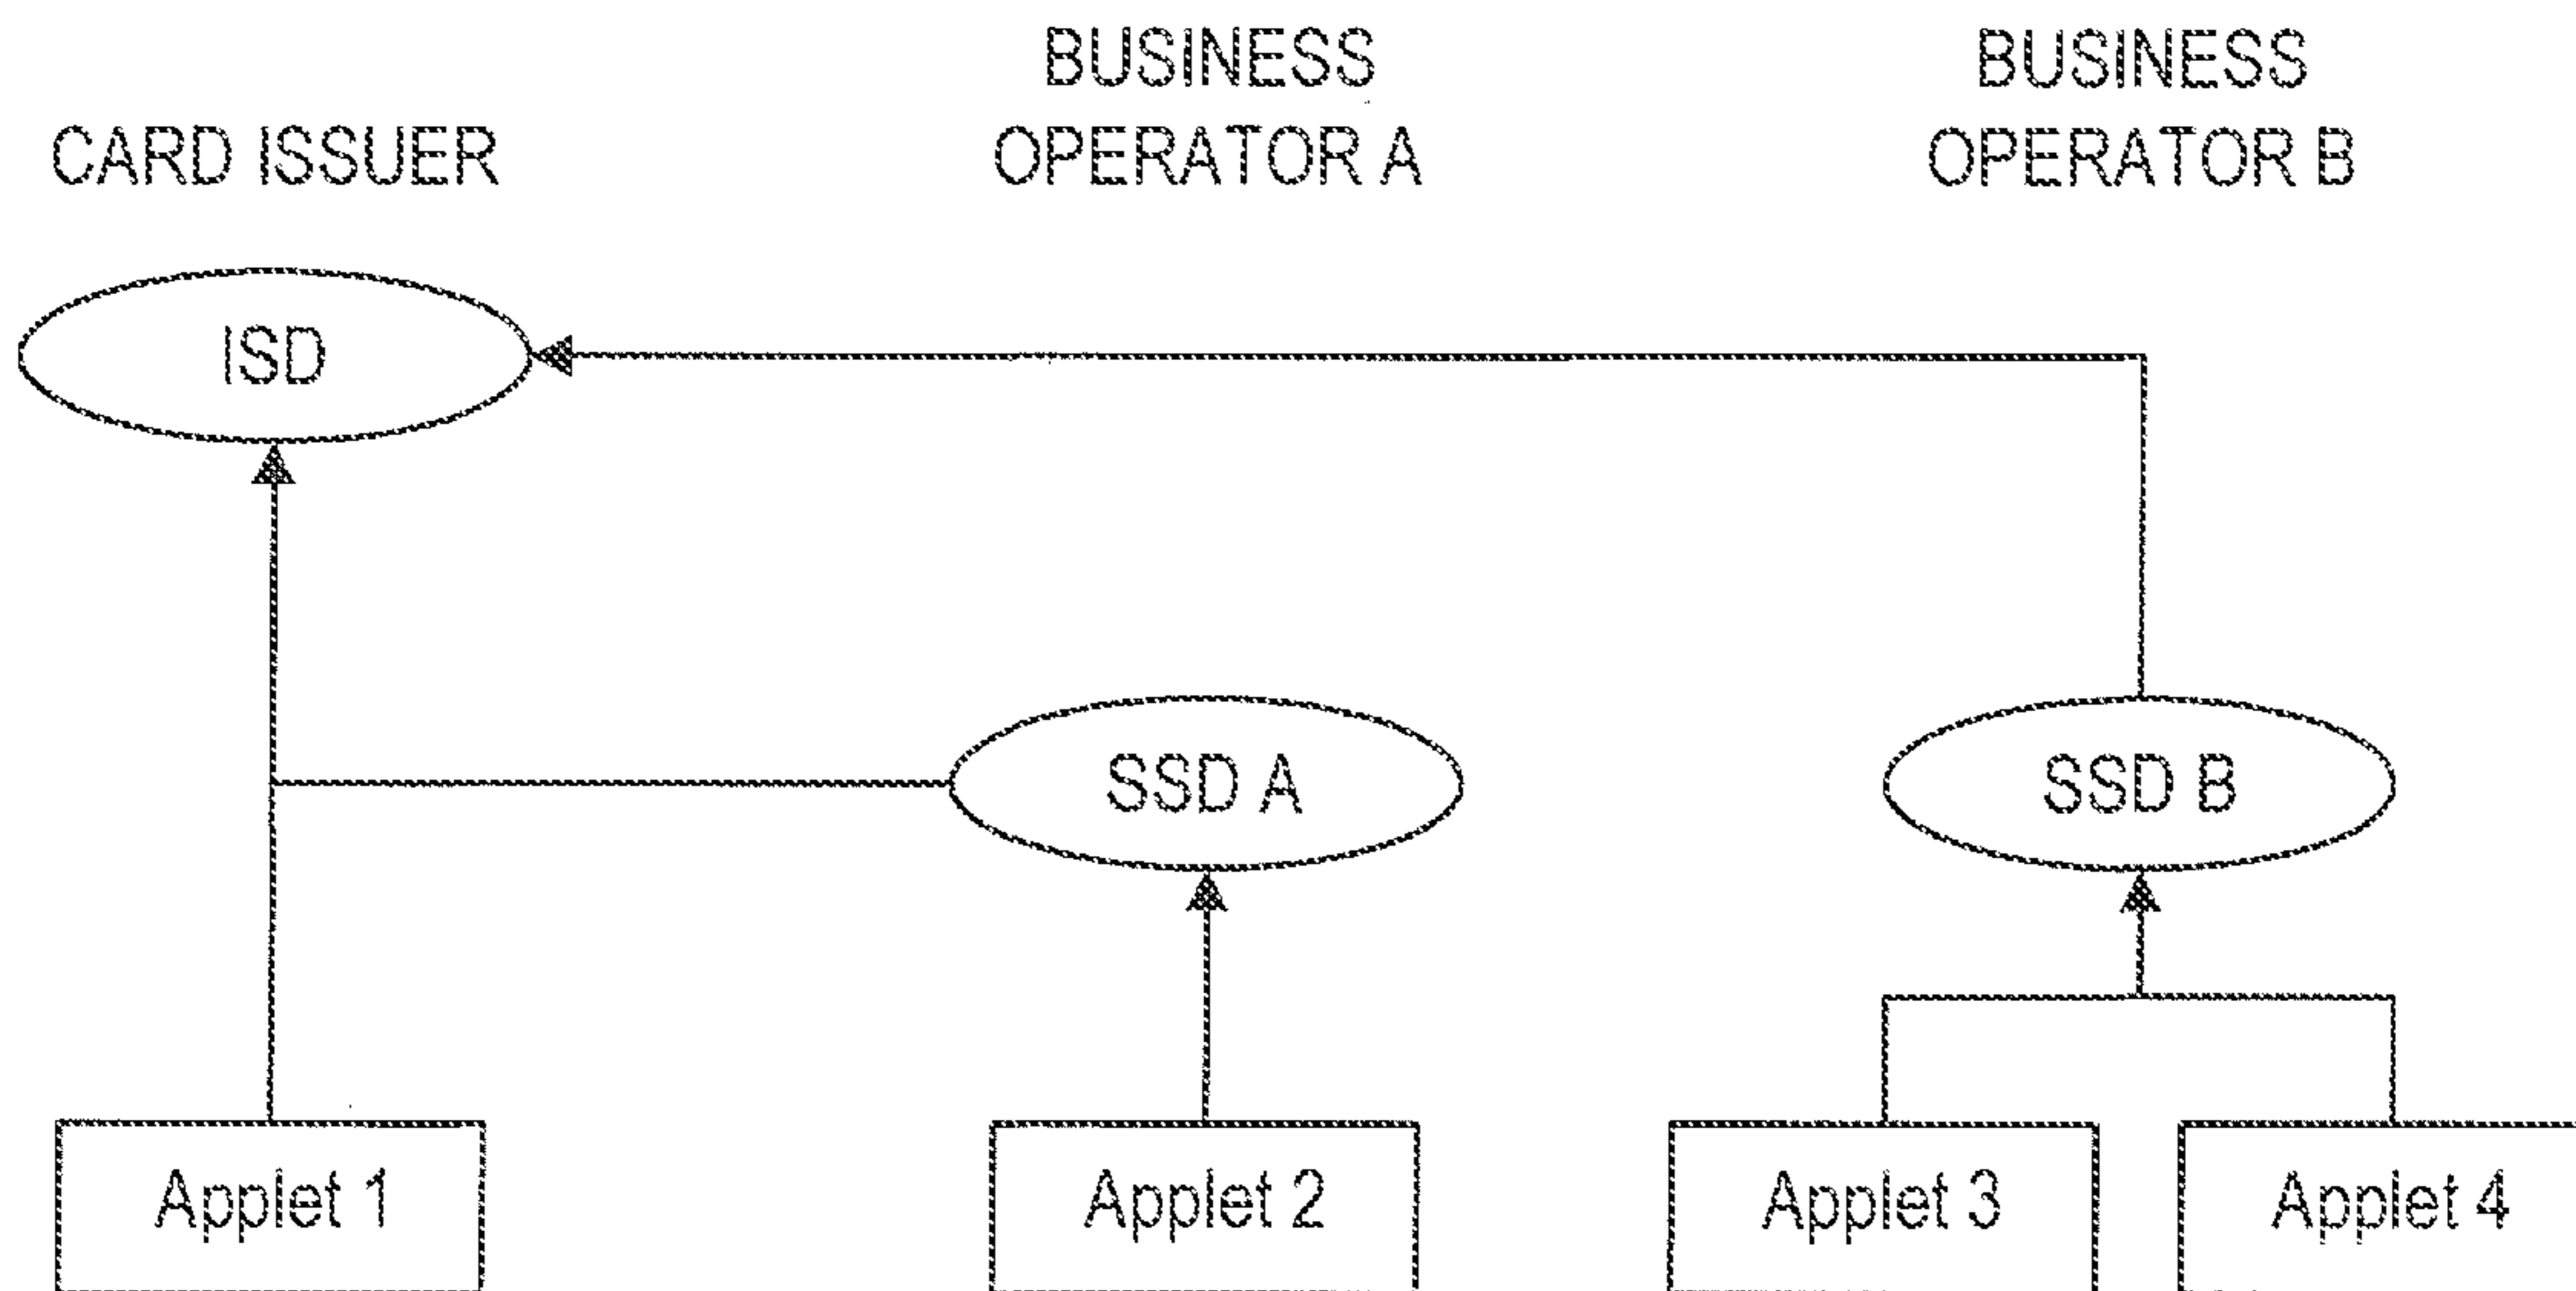 CARD ISSUER
BUSINESS
OPERATOR A
BUSINESS
OPERATOR B
ISD
SSD A
SSD B
Applet 1
Applet 2
Applet 3
Applet 4